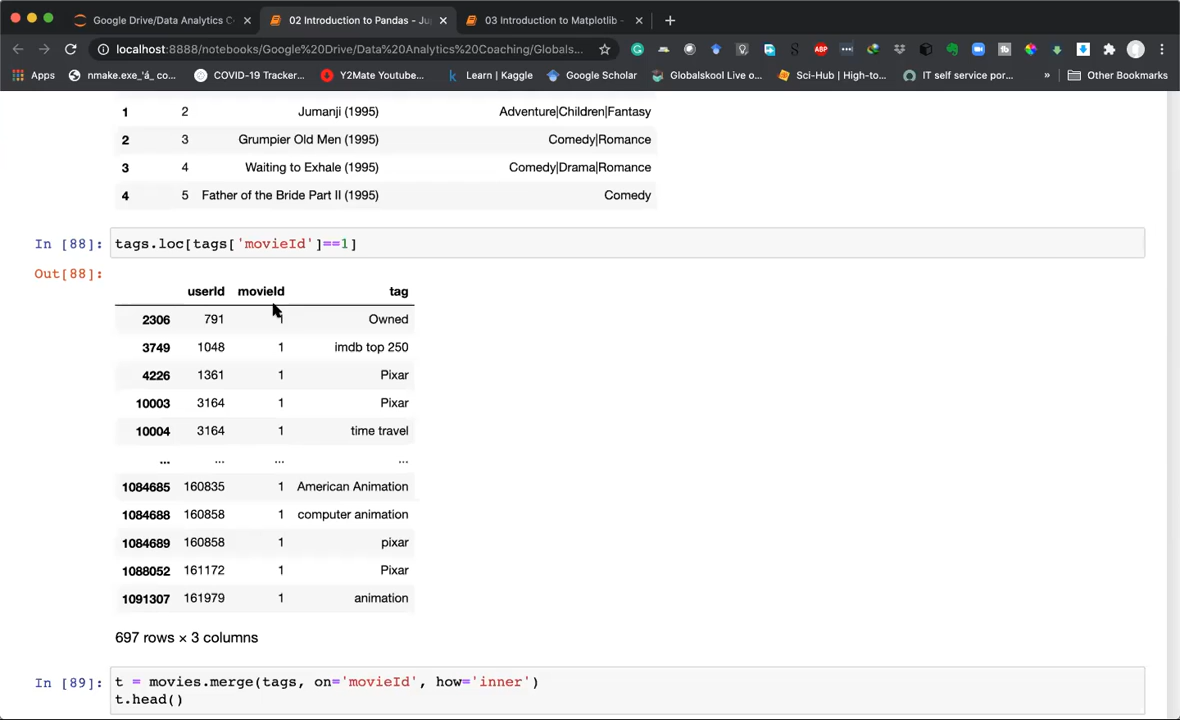 Google Drive/Data Analytics C
02 Introduction to Pandas - Ju
03 Introduction to Matplotlib -
localhost:8888/notebooks/Google%20Drive/Data%20Analytics%20Coaching/Globals...
Apps
nmake.exe_'á_ co...
COVID-19 Tracker...
Y2Mate Youtube...
Learn | Kaggle
Google Scholar
Globalskool Live o...
Sci-Hub | High-to...
IT self service por...
»
Other Bookmarks
1 2 Jumanji (1995) Adventure|Children|Fantasy
2 3 Grumpier Old Men (1995) Comedy|Romance
3 4 Waiting to Exhale (1995) Comedy|Drama|Romance
4 5 Father of the Bride Part II (1995) Comedy
In [88]: tags.loc[tags['movieId']==1]
Out[88]:
userId movieId tag
2306 791 1 Owned
3749 1048 1 imdb top 250
4226 1361 1 Pixar
10003 3164 1 Pixar
10004 3164 1 time travel
... ... ... ...
1084685 160835 1 American Animation
1084688 160858 1 computer animation
1084689 160858 1 pixar
1088052 161172 1 Pixar
1091307 161979 1 animation
697 rows × 3 columns
In [89]: t = movies.merge(tags, on='movieId', how='inner')
t.head()